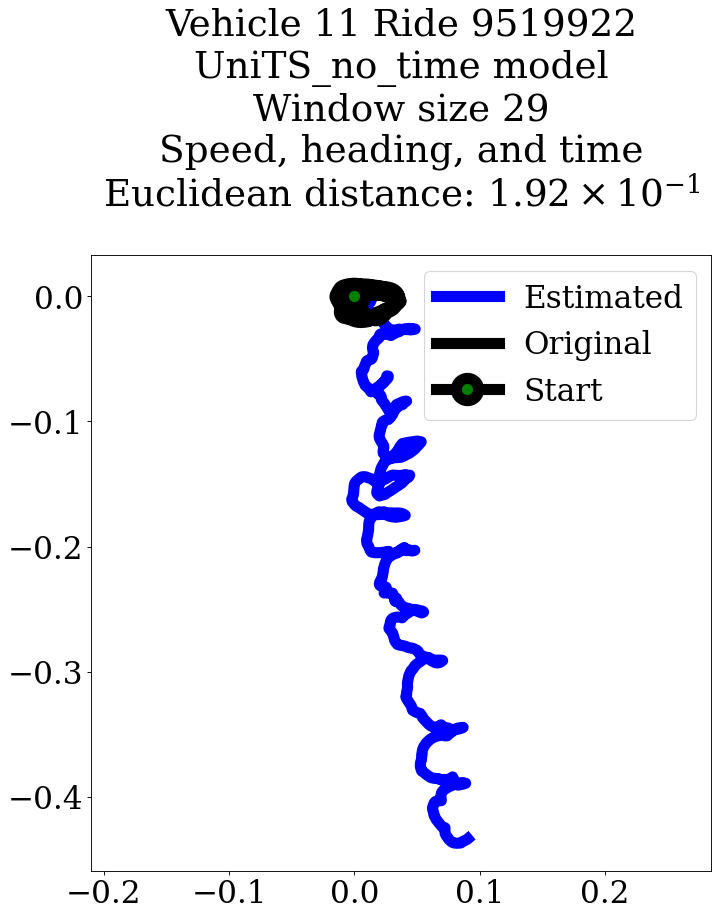 Vehicle 11 Ride 9519922
UniTS_no_time model
Window size 29
Speed, heading, and time
Euclidean distance: 1.92 × 10⁻¹
Estimated
Original
Start
0.0
−0.1
−0.2
−0.3
−0.4
−0.2
−0.1
0.0
0.1
0.2